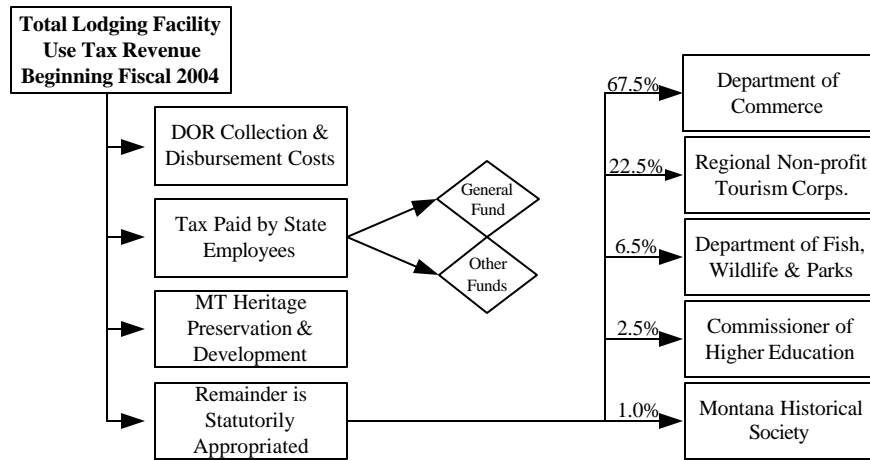 Total Lodging Facility
Use Tax Revenue
Beginning Fiscal 2004
DOR Collection &
Disbursement Costs
Tax Paid by State
Employees
General
Fund
Other
Funds
MT Heritage
Preservation &
Development
Remainder is
Statutorily
Appropriated
67.5%
Department of
Commerce
22.5%
Regional Non-profit
Tourism Corps.
6.5%
Department of Fish,
Wildlife & Parks
2.5%
Commissioner of
Higher Education
1.0%
Montana Historical
Society